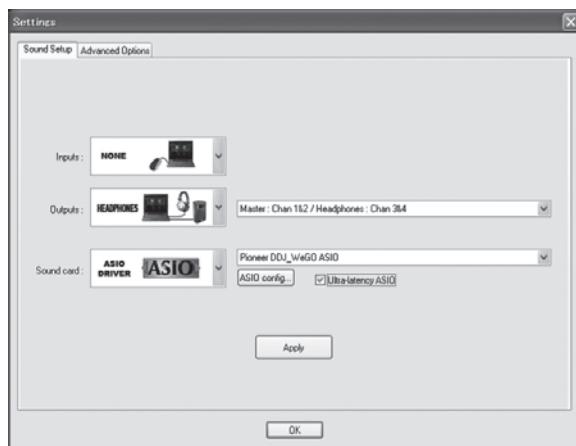 Settings
Sound Setup
Advanced Options
Inputs :
NONE
Outputs :
HEADPHONES
Master : Chan 1&2 / Headphones : Chan 3&4
Sound card :
ASIO
DRIVER
ASIO
Pioneer DDJ_WeGO ASIO
ASIO config...
Ultra-latency ASIO
Apply
OK